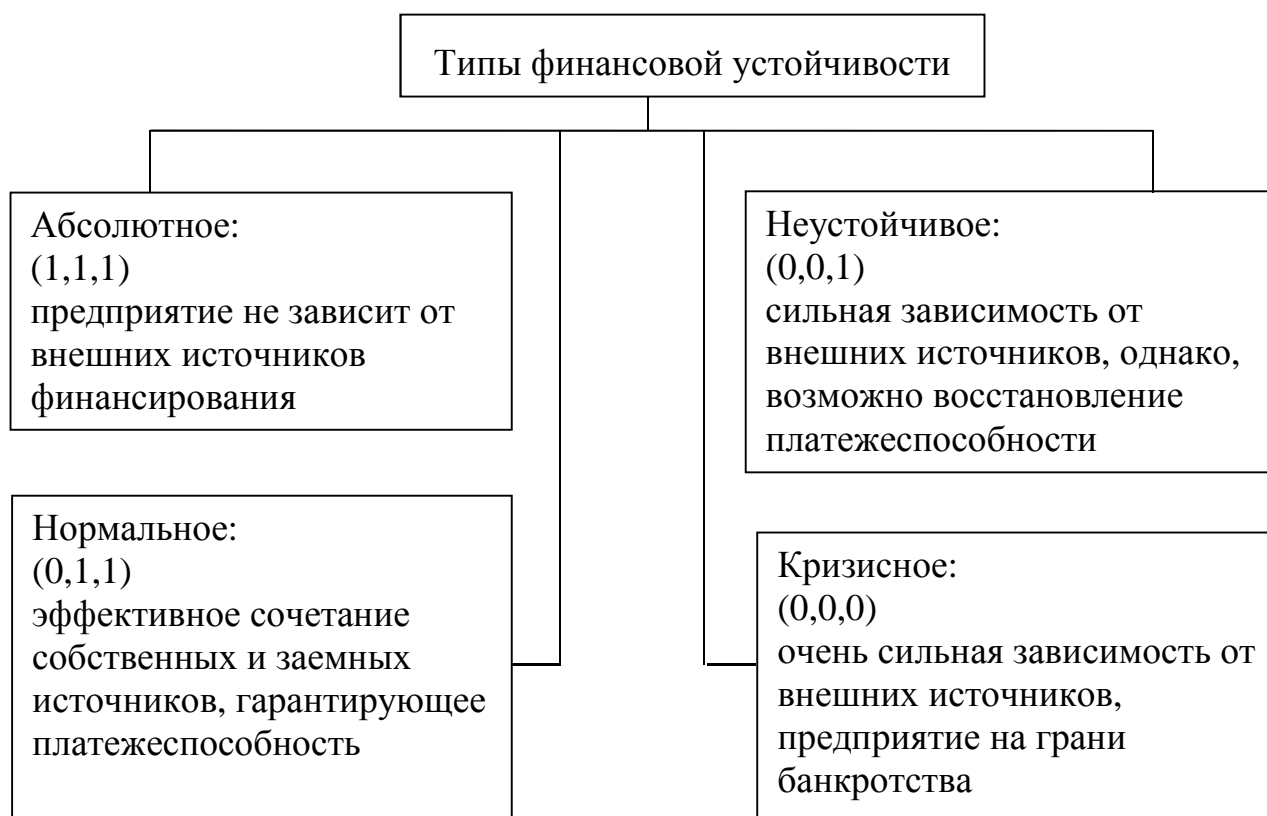 Типы финансовой устойчивости
Абсолютное:
(1,1,1)
предприятие не зависит от
внешних источников
финансирования
Неустойчивое:
(0,0,1)
сильная зависимость от
внешних источников, однако,
возможно восстановление
платежеспособности
Нормальное:
(0,1,1)
эффективное сочетание
собственных и заемных
источников, гарантирующее
платежеспособность
Кризисное:
(0,0,0)
очень сильная зависимость от
внешних источников,
предприятие на грани
банкротства